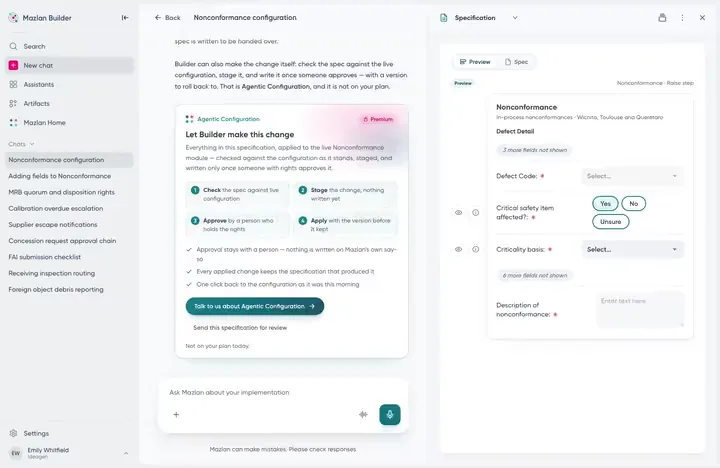 Mazlan Builder
Search
New chat
Assistants
Artifacts
Mazlan Home
Chats
Nonconformance configuration
Adding fields to Nonconformance
MRB quorum and disposition rights
Calibration overdue escalation
Supplier escape notifications
Concession request approval chain
FAI submission checklist
Receiving inspection routing
Foreign object debris reporting
Settings
EW
Emily Whitfield
Ideagen
Back
Nonconformance configuration
spec is written to be handed over.
Builder can also make the change itself: check the spec against the live
configuration, stage it, and write it once someone approves — with a version
to roll back to. That is Agentic Configuration, and it is not on your plan.
Agentic Configuration
Premium
Let Builder make this change
Everything in this specification, applied to the live Nonconformance
module — checked against the configuration as it stands, staged, and
written only once someone with rights approves it.
1 Check the spec against live
configuration
2 Stage the change, nothing
written yet
3 Approve by a person who
holds the rights
4 Apply with the version before
it kept
Approval stays with a person — nothing is written on Mazlan's own say-
so
Every applied change keeps the specification that produced it
One click back to the configuration as it was this morning
Talk to us about Agentic Configuration →
Send this specification for review
Not on your plan today.
Ask Mazlan about your implementation
Mazlan can make mistakes. Please check responses
Specification
Preview
Spec
Preview
Nonconformance · Raise step
Nonconformance
In-process nonconformances · Wichita, Toulouse and Queretaro
Defect Detail
3 more fields not shown
Defect Code: *
Select...
Critical safety item
affected?: *
Yes
No
Unsure
Criticality basis: *
Select...
6 more fields not shown
Description of
nonconformance: *
Enter text here